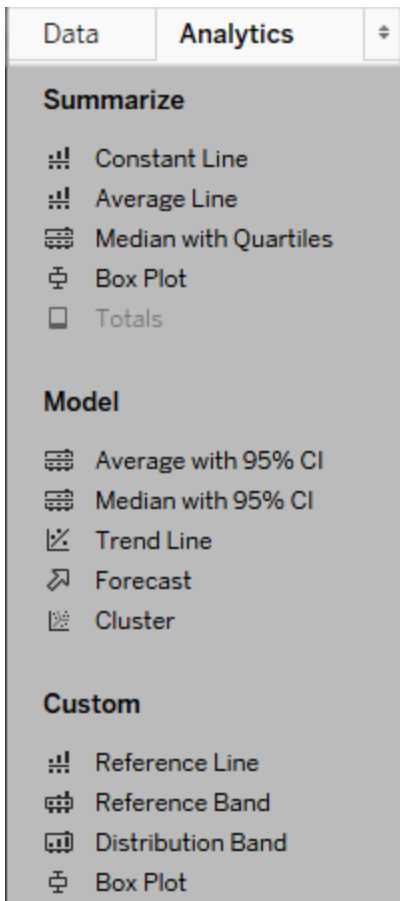 Data Analytics
Summarize
Constant Line
Average Line
Median with Quartiles
Box Plot
Totals
Model
Average with 95% CI
Median with 95% CI
Trend Line
Forecast
Cluster
Custom
Reference Line
Reference Band
Distribution Band
Box Plot